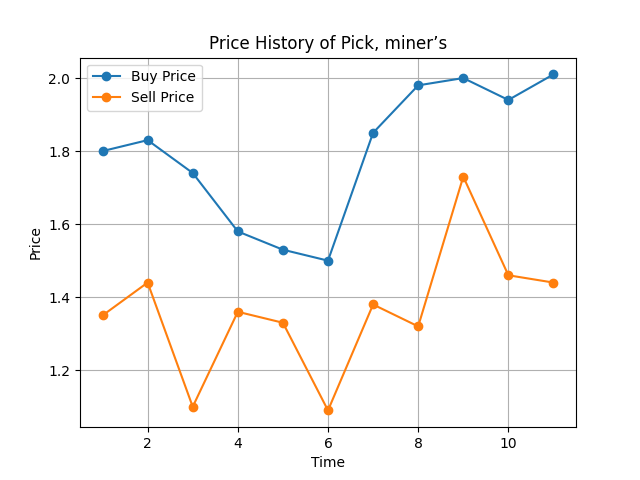 Price History of Pick, miner’s
Buy Price
Sell Price
Price
2.0
1.8
1.6
1.4
1.2
2 4 6 8 10
Time